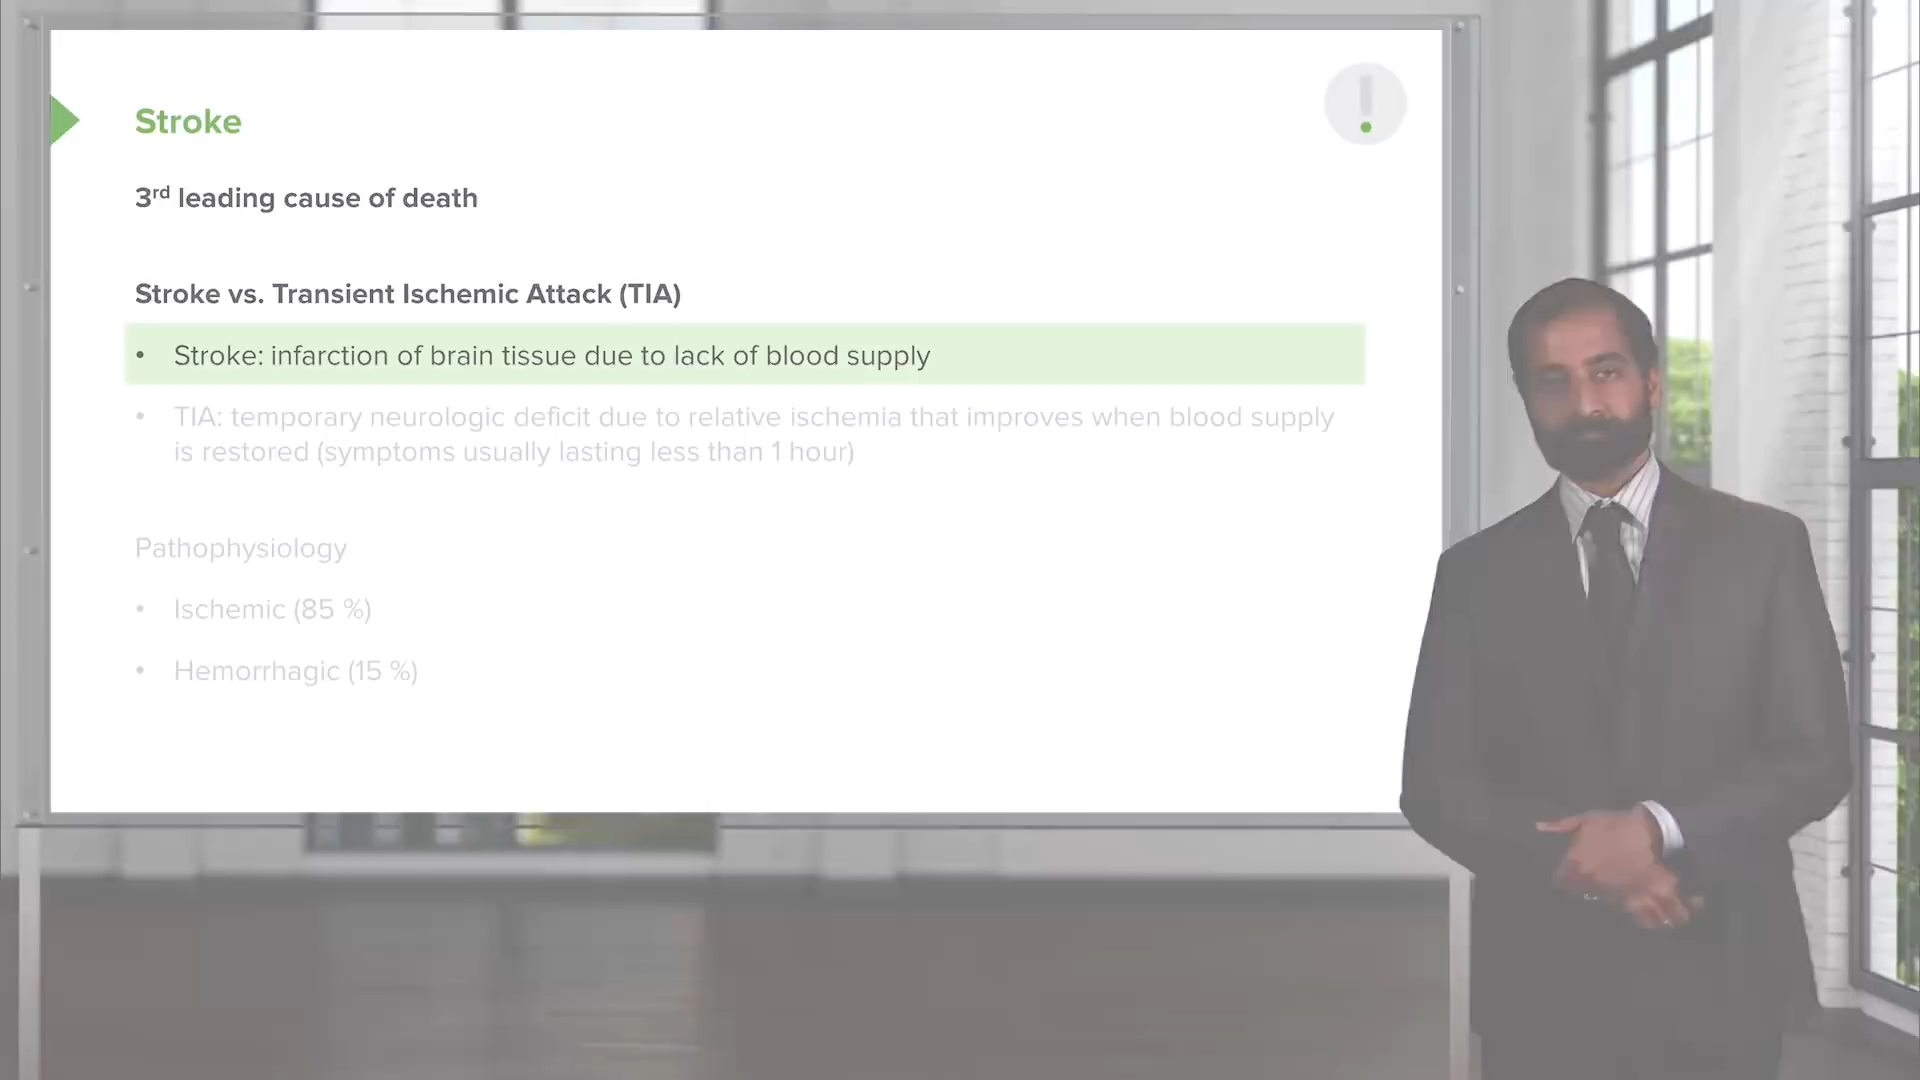 Stroke
3rd leading cause of death
Stroke vs. Transient Ischemic Attack (TIA)
• Stroke: infarction of brain tissue due to lack of blood supply
• TIA: temporary neurologic deficit due to relative ischemia that improves when blood supply
is restored (symptoms usually lasting less than 1 hour)
Pathophysiology
• Ischemic (85 %)
• Hemorrhagic (15 %)